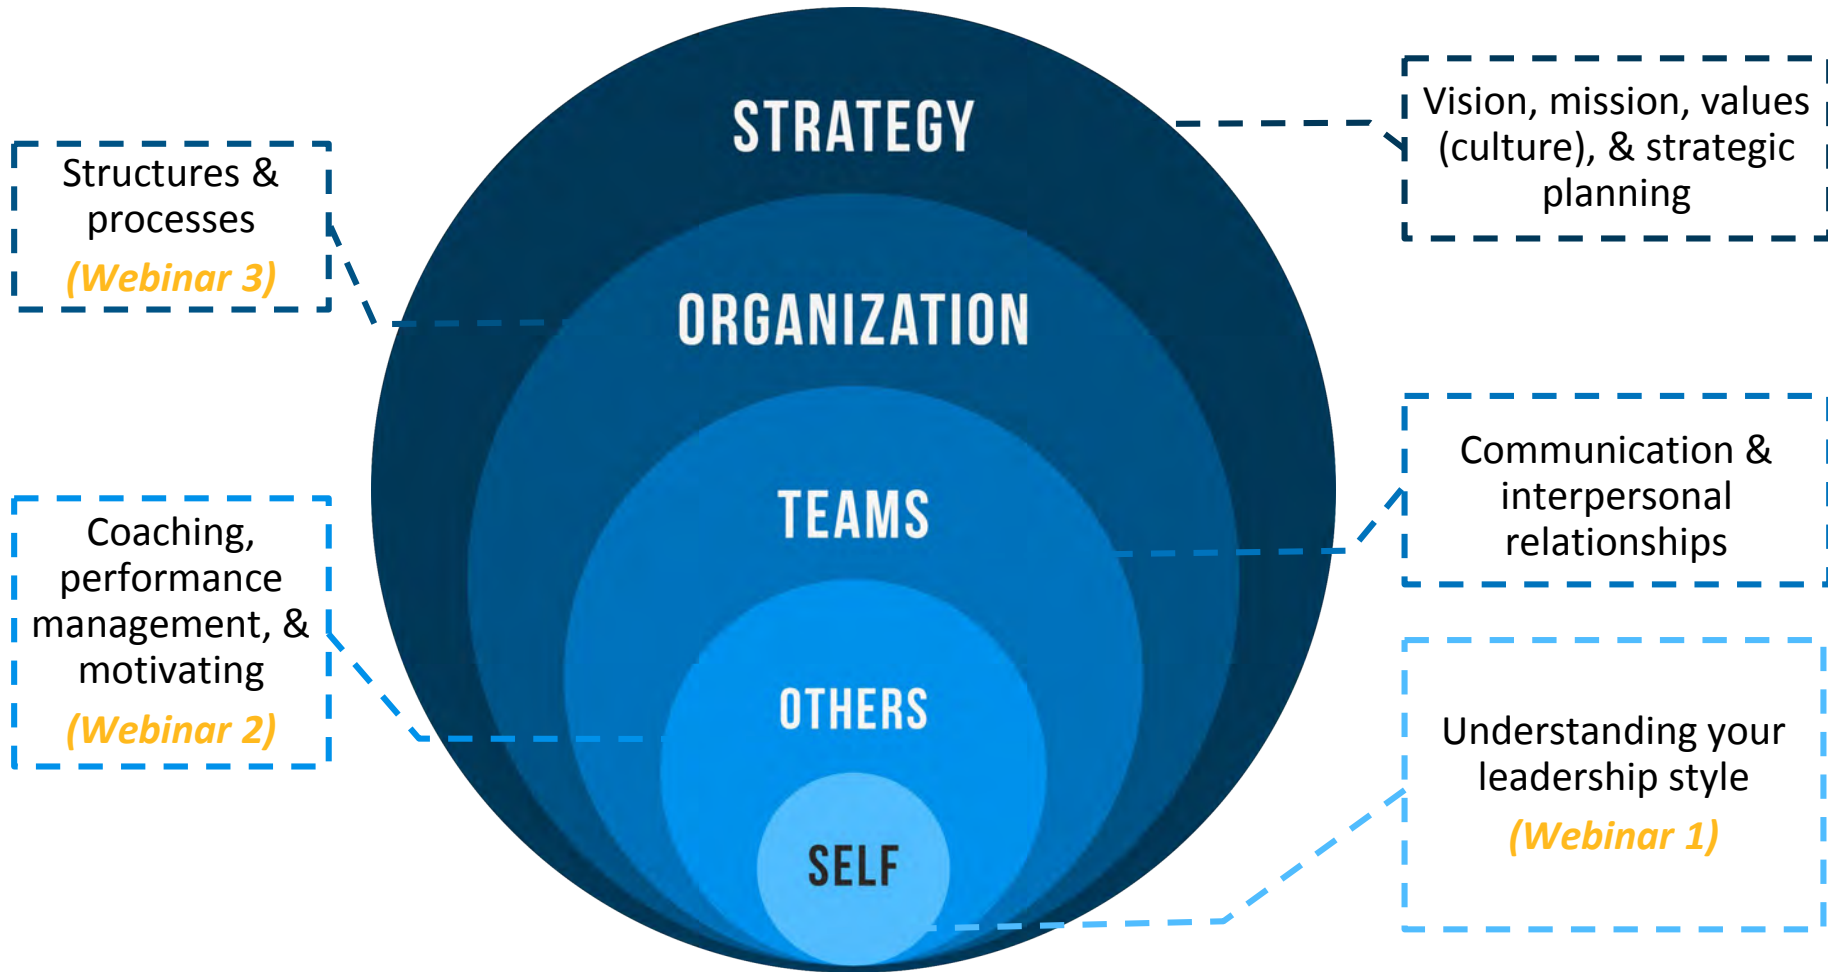 STRATEGY
Vision, mission, values
(culture), & strategic
planning
Structures &
processes
(Webinar 3)
ORGANIZATION
Communication &
interpersonal
relationships
TEAMS
Coaching,
performance
management, &
motivating
(Webinar 2)
OTHERS
Understanding your
leadership style
(Webinar 1)
SELF